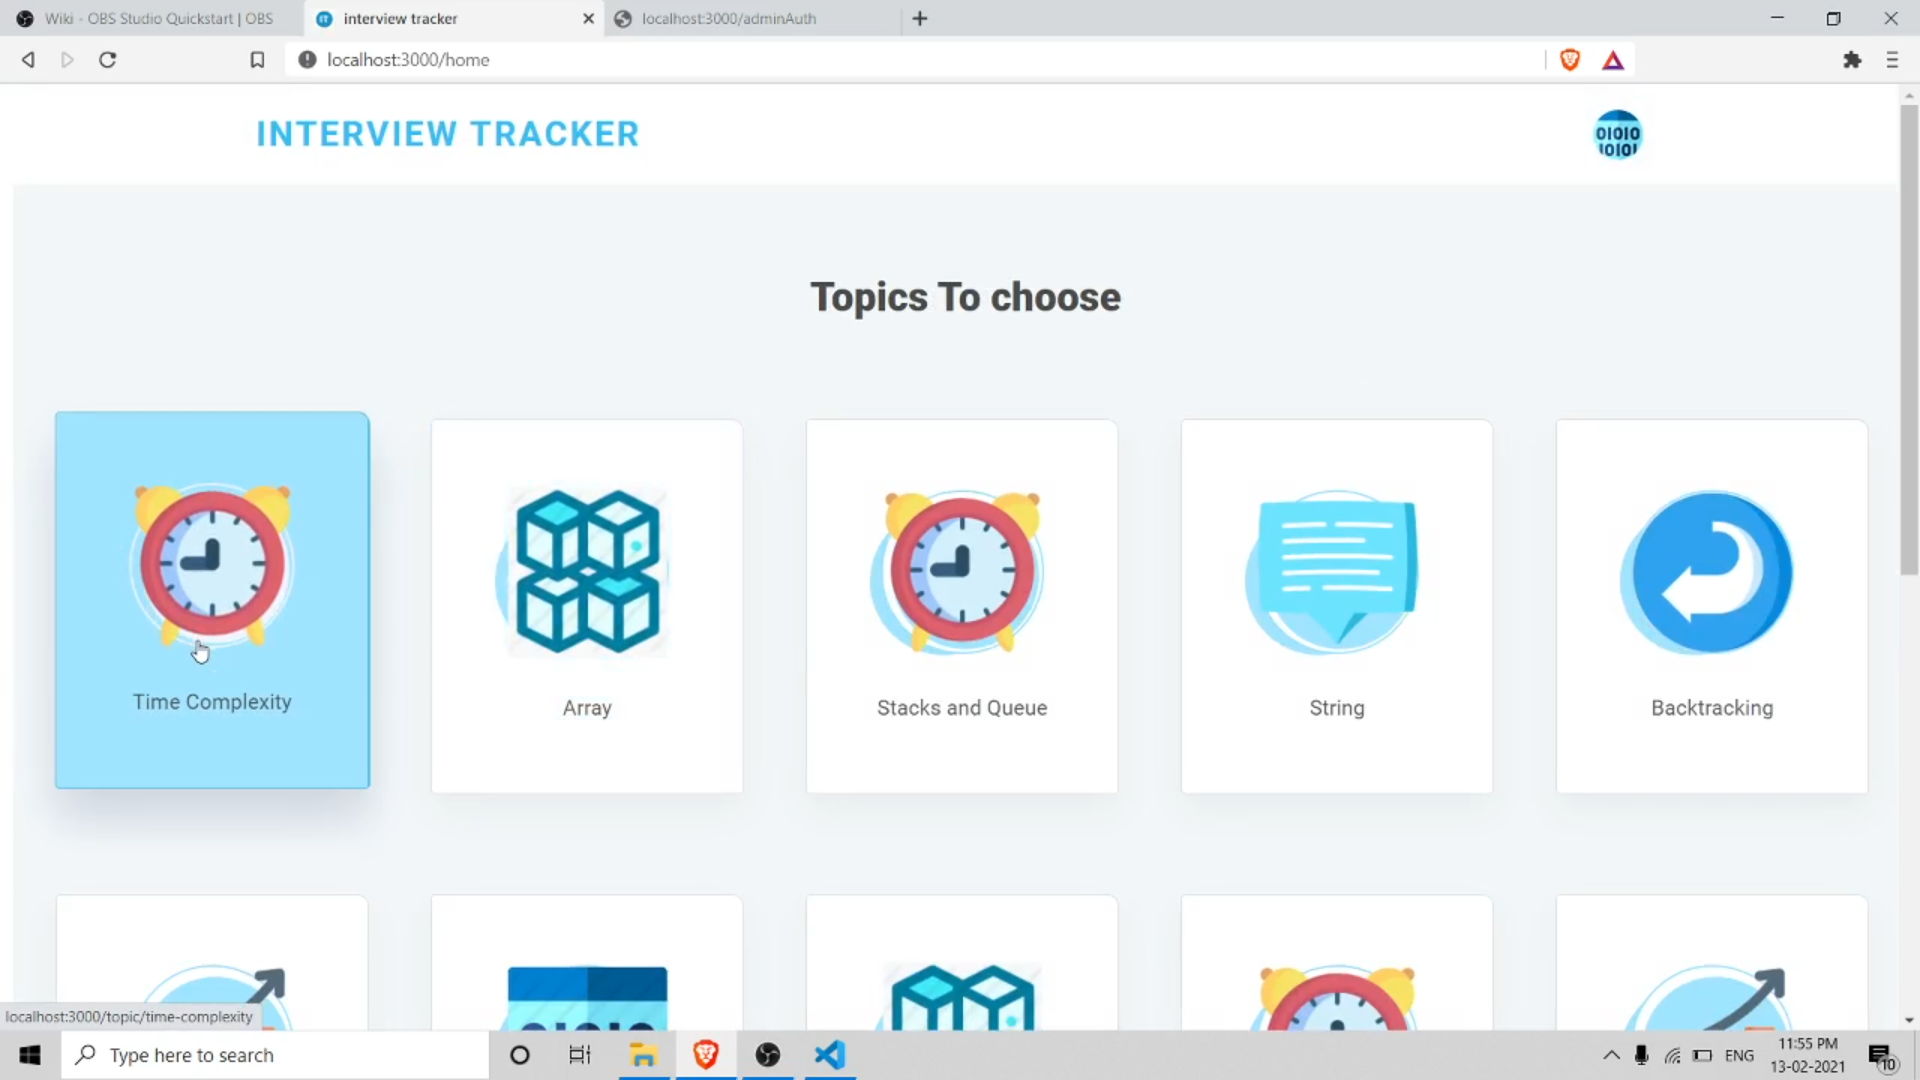 Wiki - OBS Studio Quickstart | OBS
interview tracker
localhost:3000/adminAuth
localhost:3000/home
INTERVIEW TRACKER
01010
10101
Topics To choose
Time Complexity
Array
Stacks and Queue
String
Backtracking
localhost:3000/topic/time-complexity
Type here to search
ENG
11:55 PM
13-02-2021
10